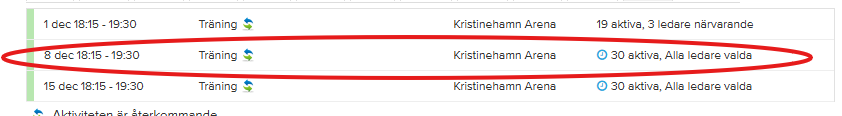 1 dec 18:15 - 19:30 Träning Kristinehamn Arena 19 aktiva, 3 ledare närvarande
8 dec 18:15 - 19:30 Träning Kristinehamn Arena 30 aktiva, Alla ledare valda
15 dec 18:15 - 19:30 Träning Kristinehamn Arena 30 aktiva, Alla ledare valda
Aktiviteten är återkommande